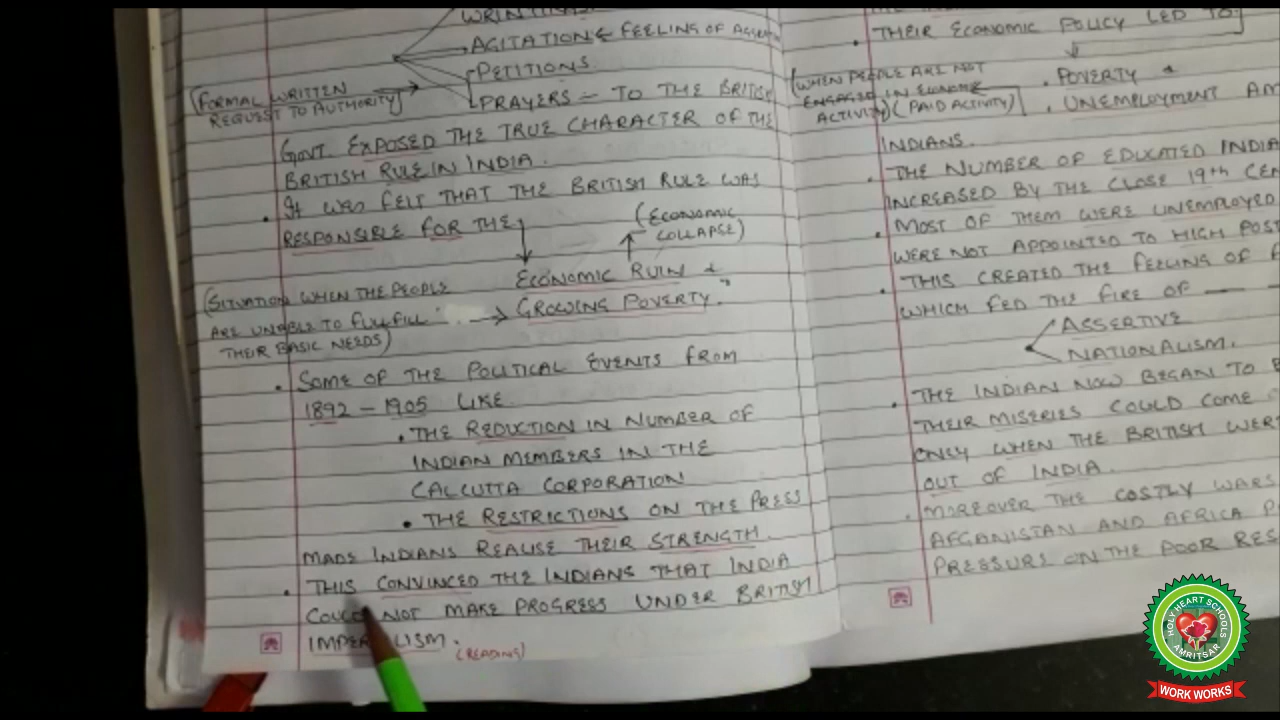 AGITATION & FEELING OF
PETITIONS.
PRAYERS – TO THE BRITISH
(FORMAL WRITTEN
REQUEST TO AUTHORITY)
GOVT. EXPOSED THE TRUE CHARACTER OF THE
BRITISH RULE IN INDIA.
. IT WAS FELT THAT THE BRITISH RULE WAS
RESPONSIBLE FOR THE
(ECONOMIC
COLLAPSE)
ECONOMIC RUIN &
GROWING POVERTY.
(SITUATION WHEN THE PEOPLE
ARE UNABLE TO FULLFILL
THEIR BASIC NEEDS)
. SOME OF THE POLITICAL EVENTS FROM
1892 – 1905 LIKE
. THE REDUCTION IN NUMBER OF
INDIAN MEMBERS IN THE
CALCUTTA CORPORATION
• THE RESTRICTIONS ON THE PRESS
MADE INDIANS REALISE THEIR STRENGTH.
. THIS CONVINCED THE INDIANS THAT INDIA
COULD NOT MAKE PROGRESS UNDER BRITISH
(READING)
. THEIR ECONOMIC POLICY LED TO
(WHEN PEOPLE ARE NOT
ENGAGED IN ECONOMIC
ACTIVITY) (PAID ACTIVITY)
. POVERTY &
. UNEMPLOYMENT
INDIANS.
. THE NUMBER OF EDUCATED
INCREASED BY THE CLOSE 19TH
. MOST OF THEM WERE UNEMPLOYED
WERE NOT APPOINTED TO HIGH
. THIS CREATED THE FEELING OF
WHICH FED THE FIRE OF
ASSERTIVE
NATIONALISM.
. THE INDIAN NOW BEGAN TO
THEIR MISERIES COULD COME
ONLY WHEN THE BRITISH
OUT OF INDIA.
. MOREOVER THE COSTLY WARS
AFGANISTAN AND AFRICA
PRESSURE ON THE POOR
HOLY HEART SCHOOLS
AMRITSAR
WORK WORKS